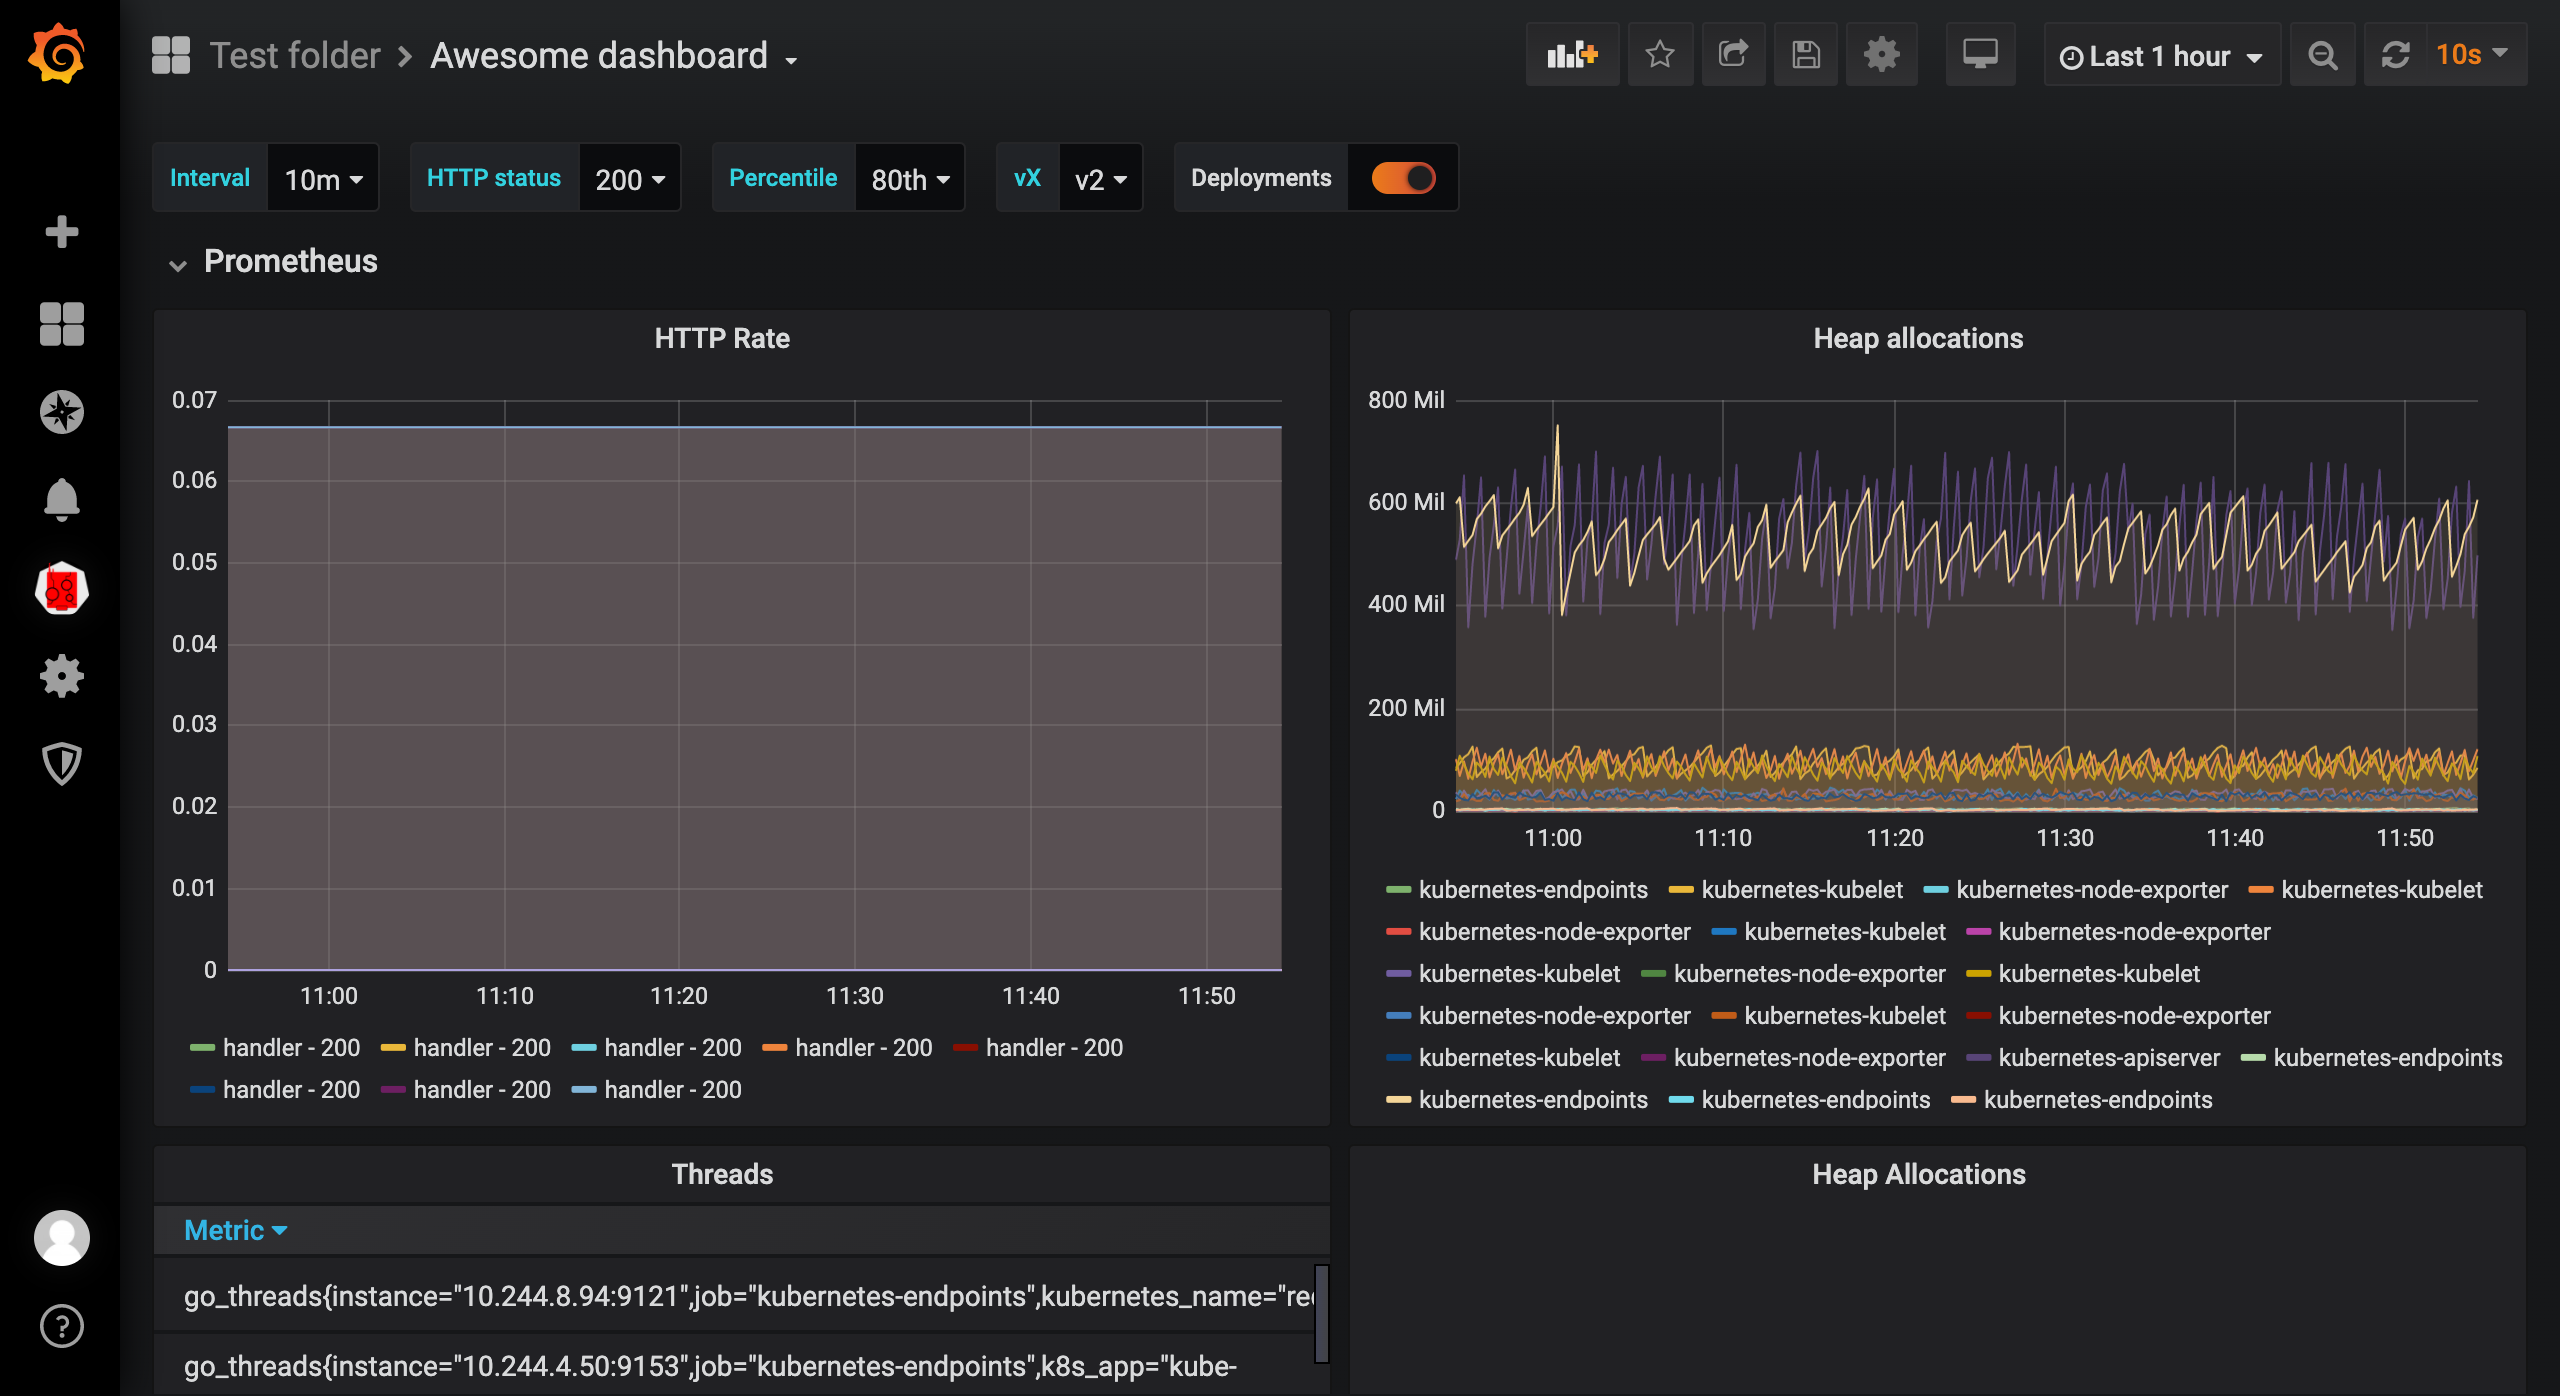 Test folder > Awesome dashboard
Last 1 hour
10s
Interval 10m
HTTP status 200
Percentile 80th
vX v2
Deployments
Prometheus
HTTP Rate
0.07
0.06
0.05
0.04
0.03
0.02
0.01
0
11:00 11:10 11:20 11:30 11:40 11:50
handler - 200 handler - 200 handler - 200 handler - 200 handler - 200
handler - 200 handler - 200 handler - 200
Heap allocations
800 Mil
600 Mil
400 Mil
200 Mil
0
11:00 11:10 11:20 11:30 11:40 11:50
kubernetes-endpoints kubernetes-kubelet kubernetes-node-exporter kubernetes-kubelet
kubernetes-node-exporter kubernetes-kubelet kubernetes-node-exporter
kubernetes-kubelet kubernetes-node-exporter kubernetes-kubelet
kubernetes-node-exporter kubernetes-kubelet kubernetes-node-exporter
kubernetes-kubelet kubernetes-node-exporter kubernetes-apiserver kubernetes-endpoints
kubernetes-endpoints kubernetes-endpoints kubernetes-endpoints
Threads
Metric
go_threads{instance="10.244.8.94:9121",job="kubernetes-endpoints",kubernetes_name="re
go_threads{instance="10.244.4.50:9153",job="kubernetes-endpoints",k8s_app="kube-
Heap Allocations